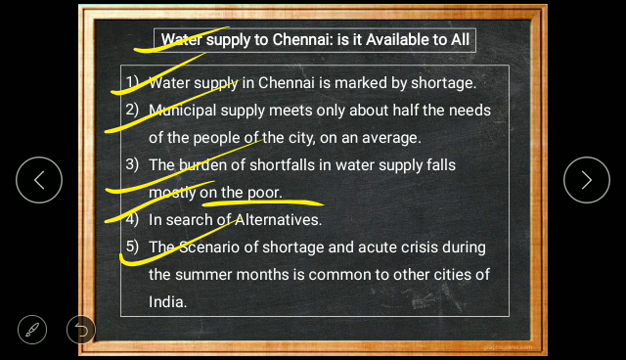 Water supply to Chennai: is it Available to All
1) Water supply in Chennai is marked by shortage.
2) Municipal supply meets only about half the needs
of the people of the city, on an average.
3) The burden of shortfalls in water supply falls
mostly on the poor.
4) In search of Alternatives.
5) The Scenario of shortage and acute crisis during
the summer months is common to other cities of
India.